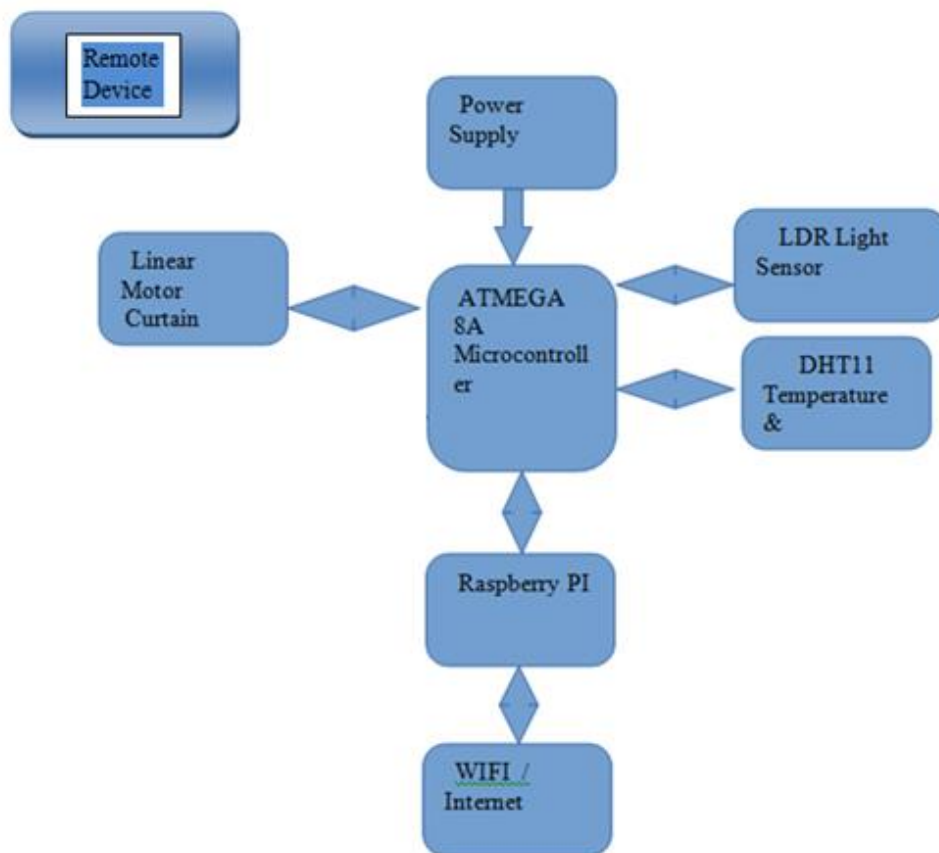 Remote
Device
Power
Supply
Linear
Motor
Curtain
ATMEGA
8A
Microcontroll
er
LDR Light
Sensor
DHT11
Temperature
&
Raspberry PI
WIFI /
Internet